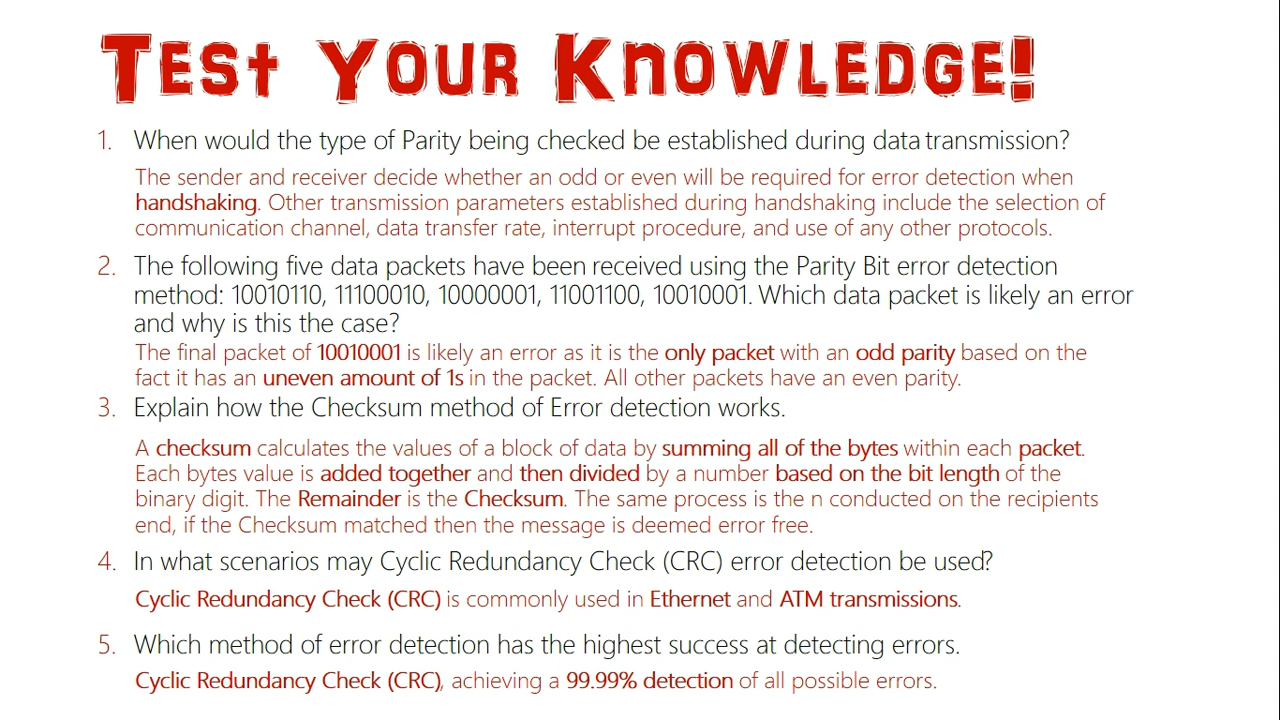 Test Your Knowledge!
1. When would the type of Parity being checked be established during data transmission?
The sender and receiver decide whether an odd or even will be required for error detection when
handshaking. Other transmission parameters established during handshaking include the selection of
communication channel, data transfer rate, interrupt procedure, and use of any other protocols.
2. The following five data packets have been received using the Parity Bit error detection
method: 10010110, 11100010, 10000001, 11001100, 10010001. Which data packet is likely an error
and why is this the case?
The final packet of 10010001 is likely an error as it is the only packet with an odd parity based on the
fact it has an uneven amount of 1s in the packet. All other packets have an even parity.
3. Explain how the Checksum method of Error detection works.
A checksum calculates the values of a block of data by summing all of the bytes within each packet.
Each bytes value is added together and then divided by a number based on the bit length of the
binary digit. The Remainder is the Checksum. The same process is the n conducted on the recipients
end, if the Checksum matched then the message is deemed error free.
4. In what scenarios may Cyclic Redundancy Check (CRC) error detection be used?
Cyclic Redundancy Check (CRC) is commonly used in Ethernet and ATM transmissions.
5. Which method of error detection has the highest success at detecting errors.
Cyclic Redundancy Check (CRC), achieving a 99.99% detection of all possible errors.